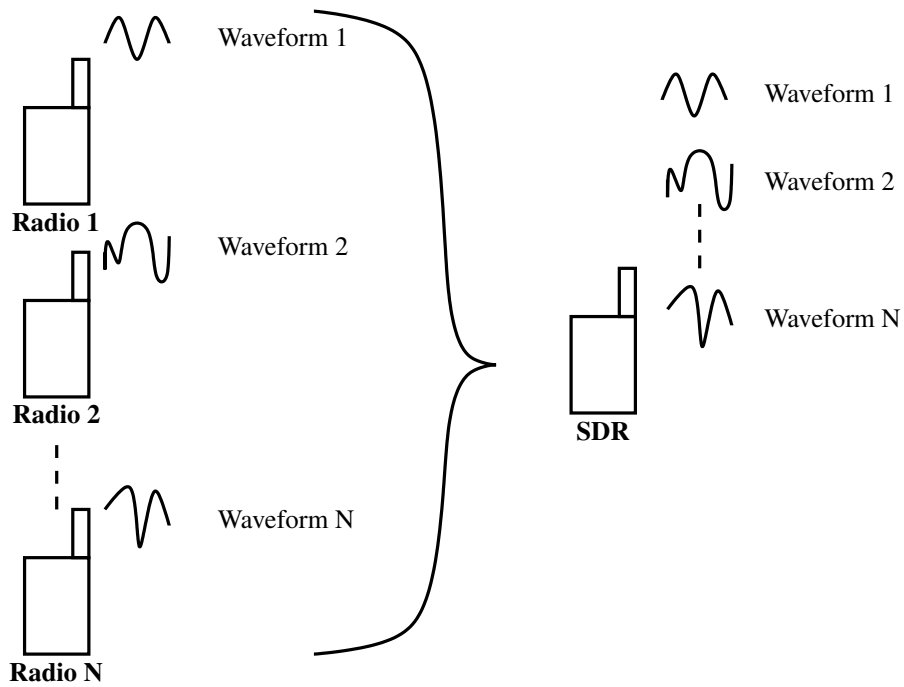 Waveform 1
Radio 1
Waveform 2
Radio 2
Waveform N
Radio N
Waveform 1
Waveform 2
Waveform N
SDR